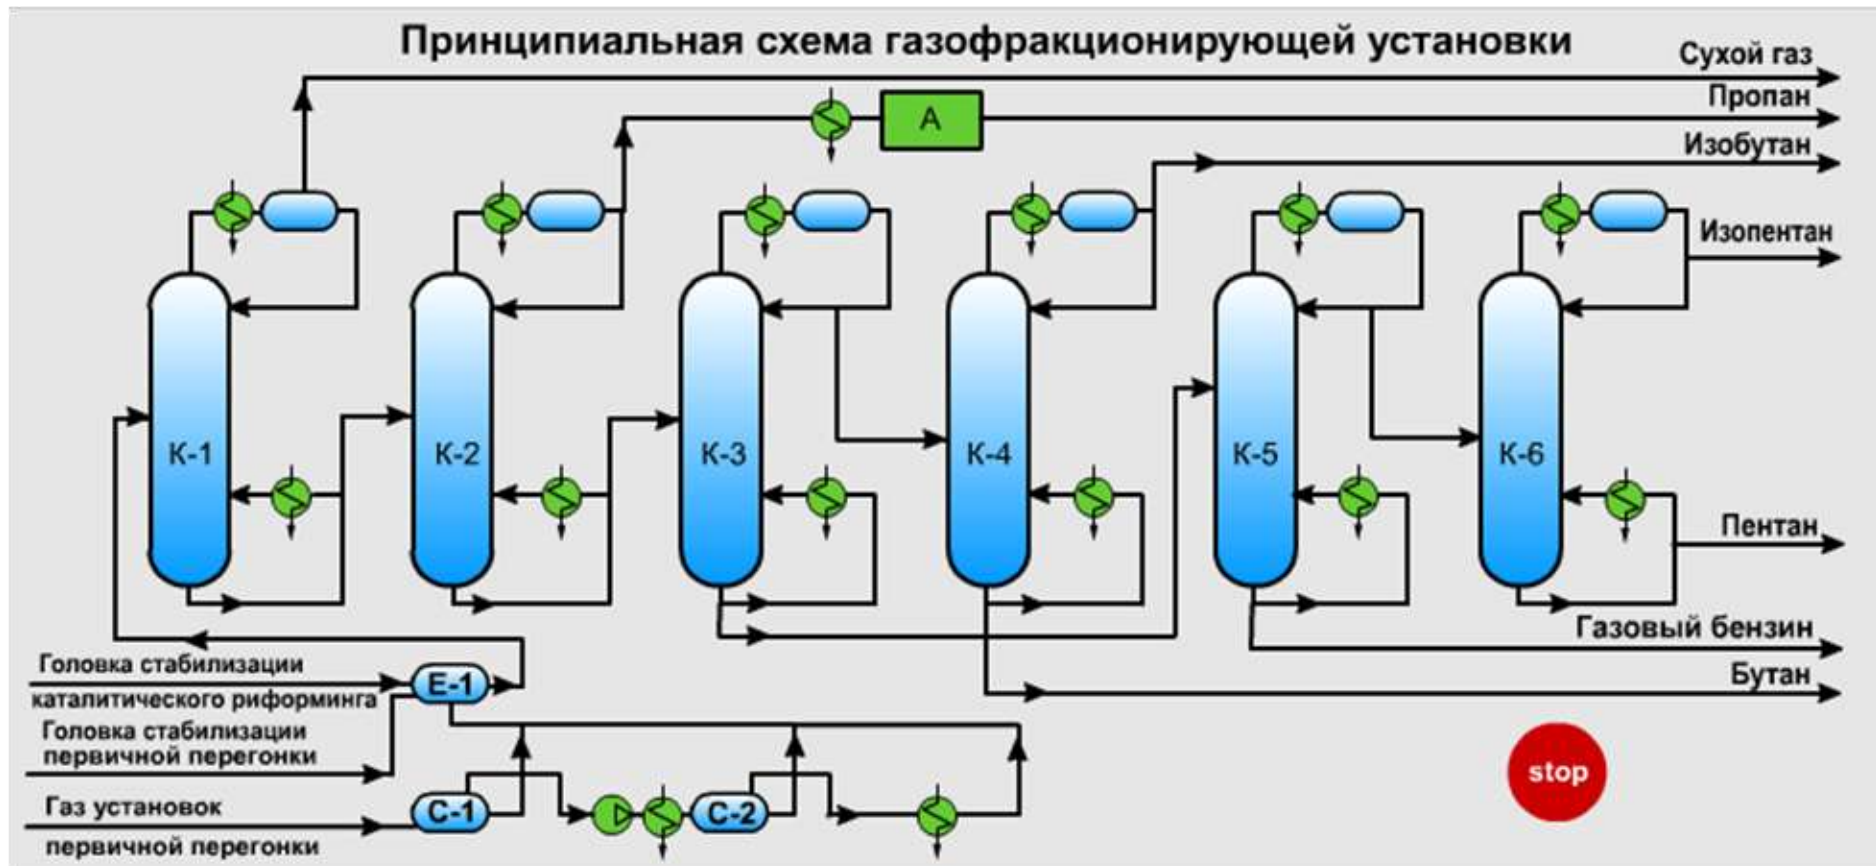 Принципиальная схема газофракционирующей установки
Сухой газ
Пропан
А
Изобутан
Изопентан
К-1
К-2
К-3
К-4
К-5
К-6
Пентан
Газовый бензин
Бутан
Головка стабилизации
каталитического риформинга
Е-1
Головка стабилизации
первичной перегонки
Газ установок
первичной перегонки
С-1
С-2
stop